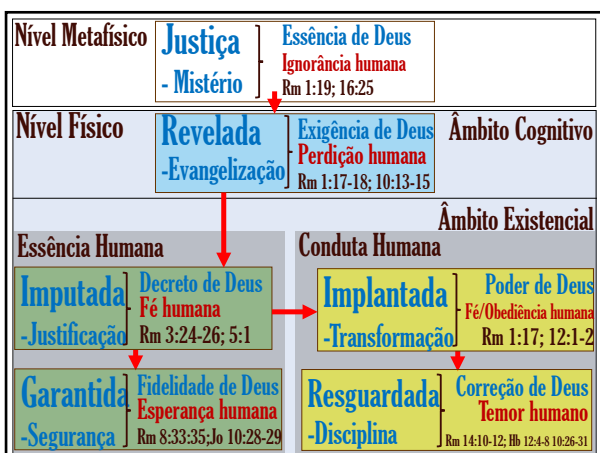 Nível Metafísico
Justiça
- Mistério
Essência de Deus
Ignorância humana
Rm 1:19; 16:25
Nível Físico
Revelada
-Evangelização
Exigência de Deus
Perdição humana
Rm 1:17-18; 10:13-15
Âmbito Cognitivo
Âmbito Existencial
Essência Humana
Imputada
-Justificação
Decreto de Deus
Fé humana
Rm 3:24-26; 5:1
Garantida
-Segurança
Fidelidade de Deus
Esperança humana
Rm 8:33:35;Jo 10:28-29
Conduta Humana
Implantada
-Transformação
Poder de Deus
Fé/Obediência humana
Rm 1:17; 12:1-2
Resguardada
-Disciplina
Correção de Deus
Temor humano
Rm 14:10-12; Hb 12:4-8 10:26-31